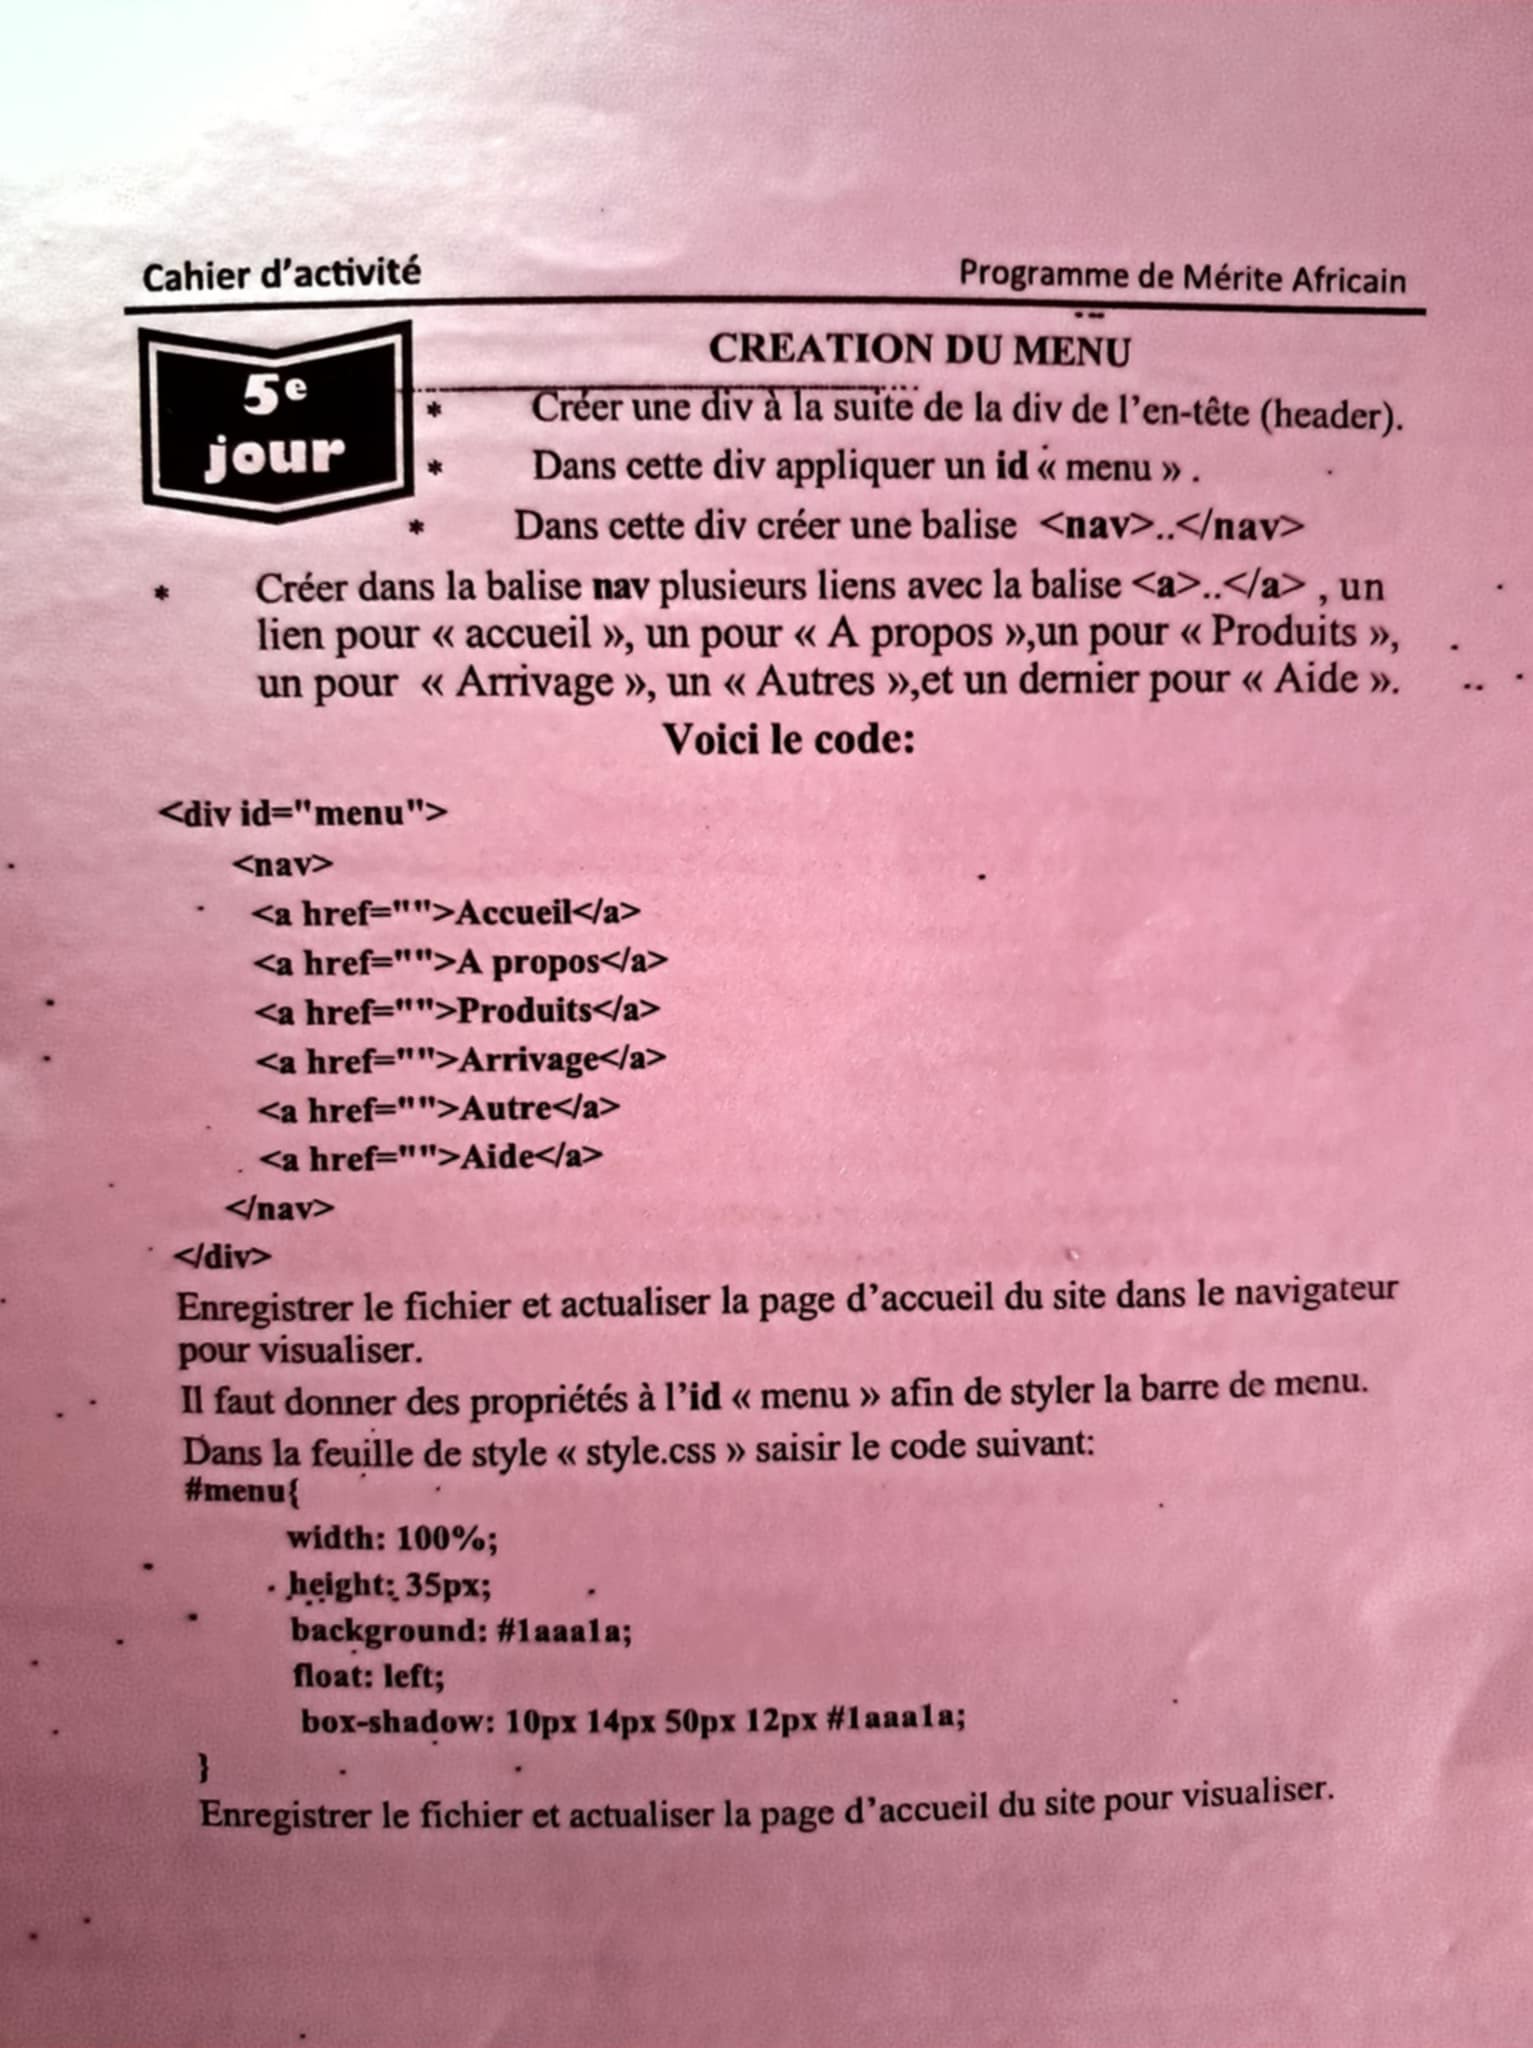 Cahier d'activité
Programme de Mérite Africain
5e
jour
CREATION DU MENU
* Créer une div à la suite de la div de l'en-tête (header).
* Dans cette div appliquer un id « menu » .
* Dans cette div créer une balise <nav>..</nav>
* Créer dans la balise nav plusieurs liens avec la balise <a>..</a> , un
lien pour « accueil », un pour « A propos »,un pour « Produits »,
un pour « Arrivage », un « Autres »,et un dernier pour « Aide ».
Voici le code:
<div id="menu">
<nav>
<a href="">Accueil</a>
<a href="">A propos</a>
<a href="">Produits</a>
<a href="">Arrivage</a>
<a href="">Autre</a>
<a href="">Aide</a>
</nav>
</div>
Enregistrer le fichier et actualiser la page d'accueil du site dans le navigateur
pour visualiser.
Il faut donner des propriétés à l'id « menu » afin de styler la barre de menu.
Dans la feuille de style « style.css » saisir le code suivant:
#menu{
width: 100%;
height: 35px;
background: #1aaa1a;
float: left;
box-shadow: 10px 14px 50px 12px #1aaa1a;
}
Enregistrer le fichier et actualiser la page d'accueil du site pour visualiser.